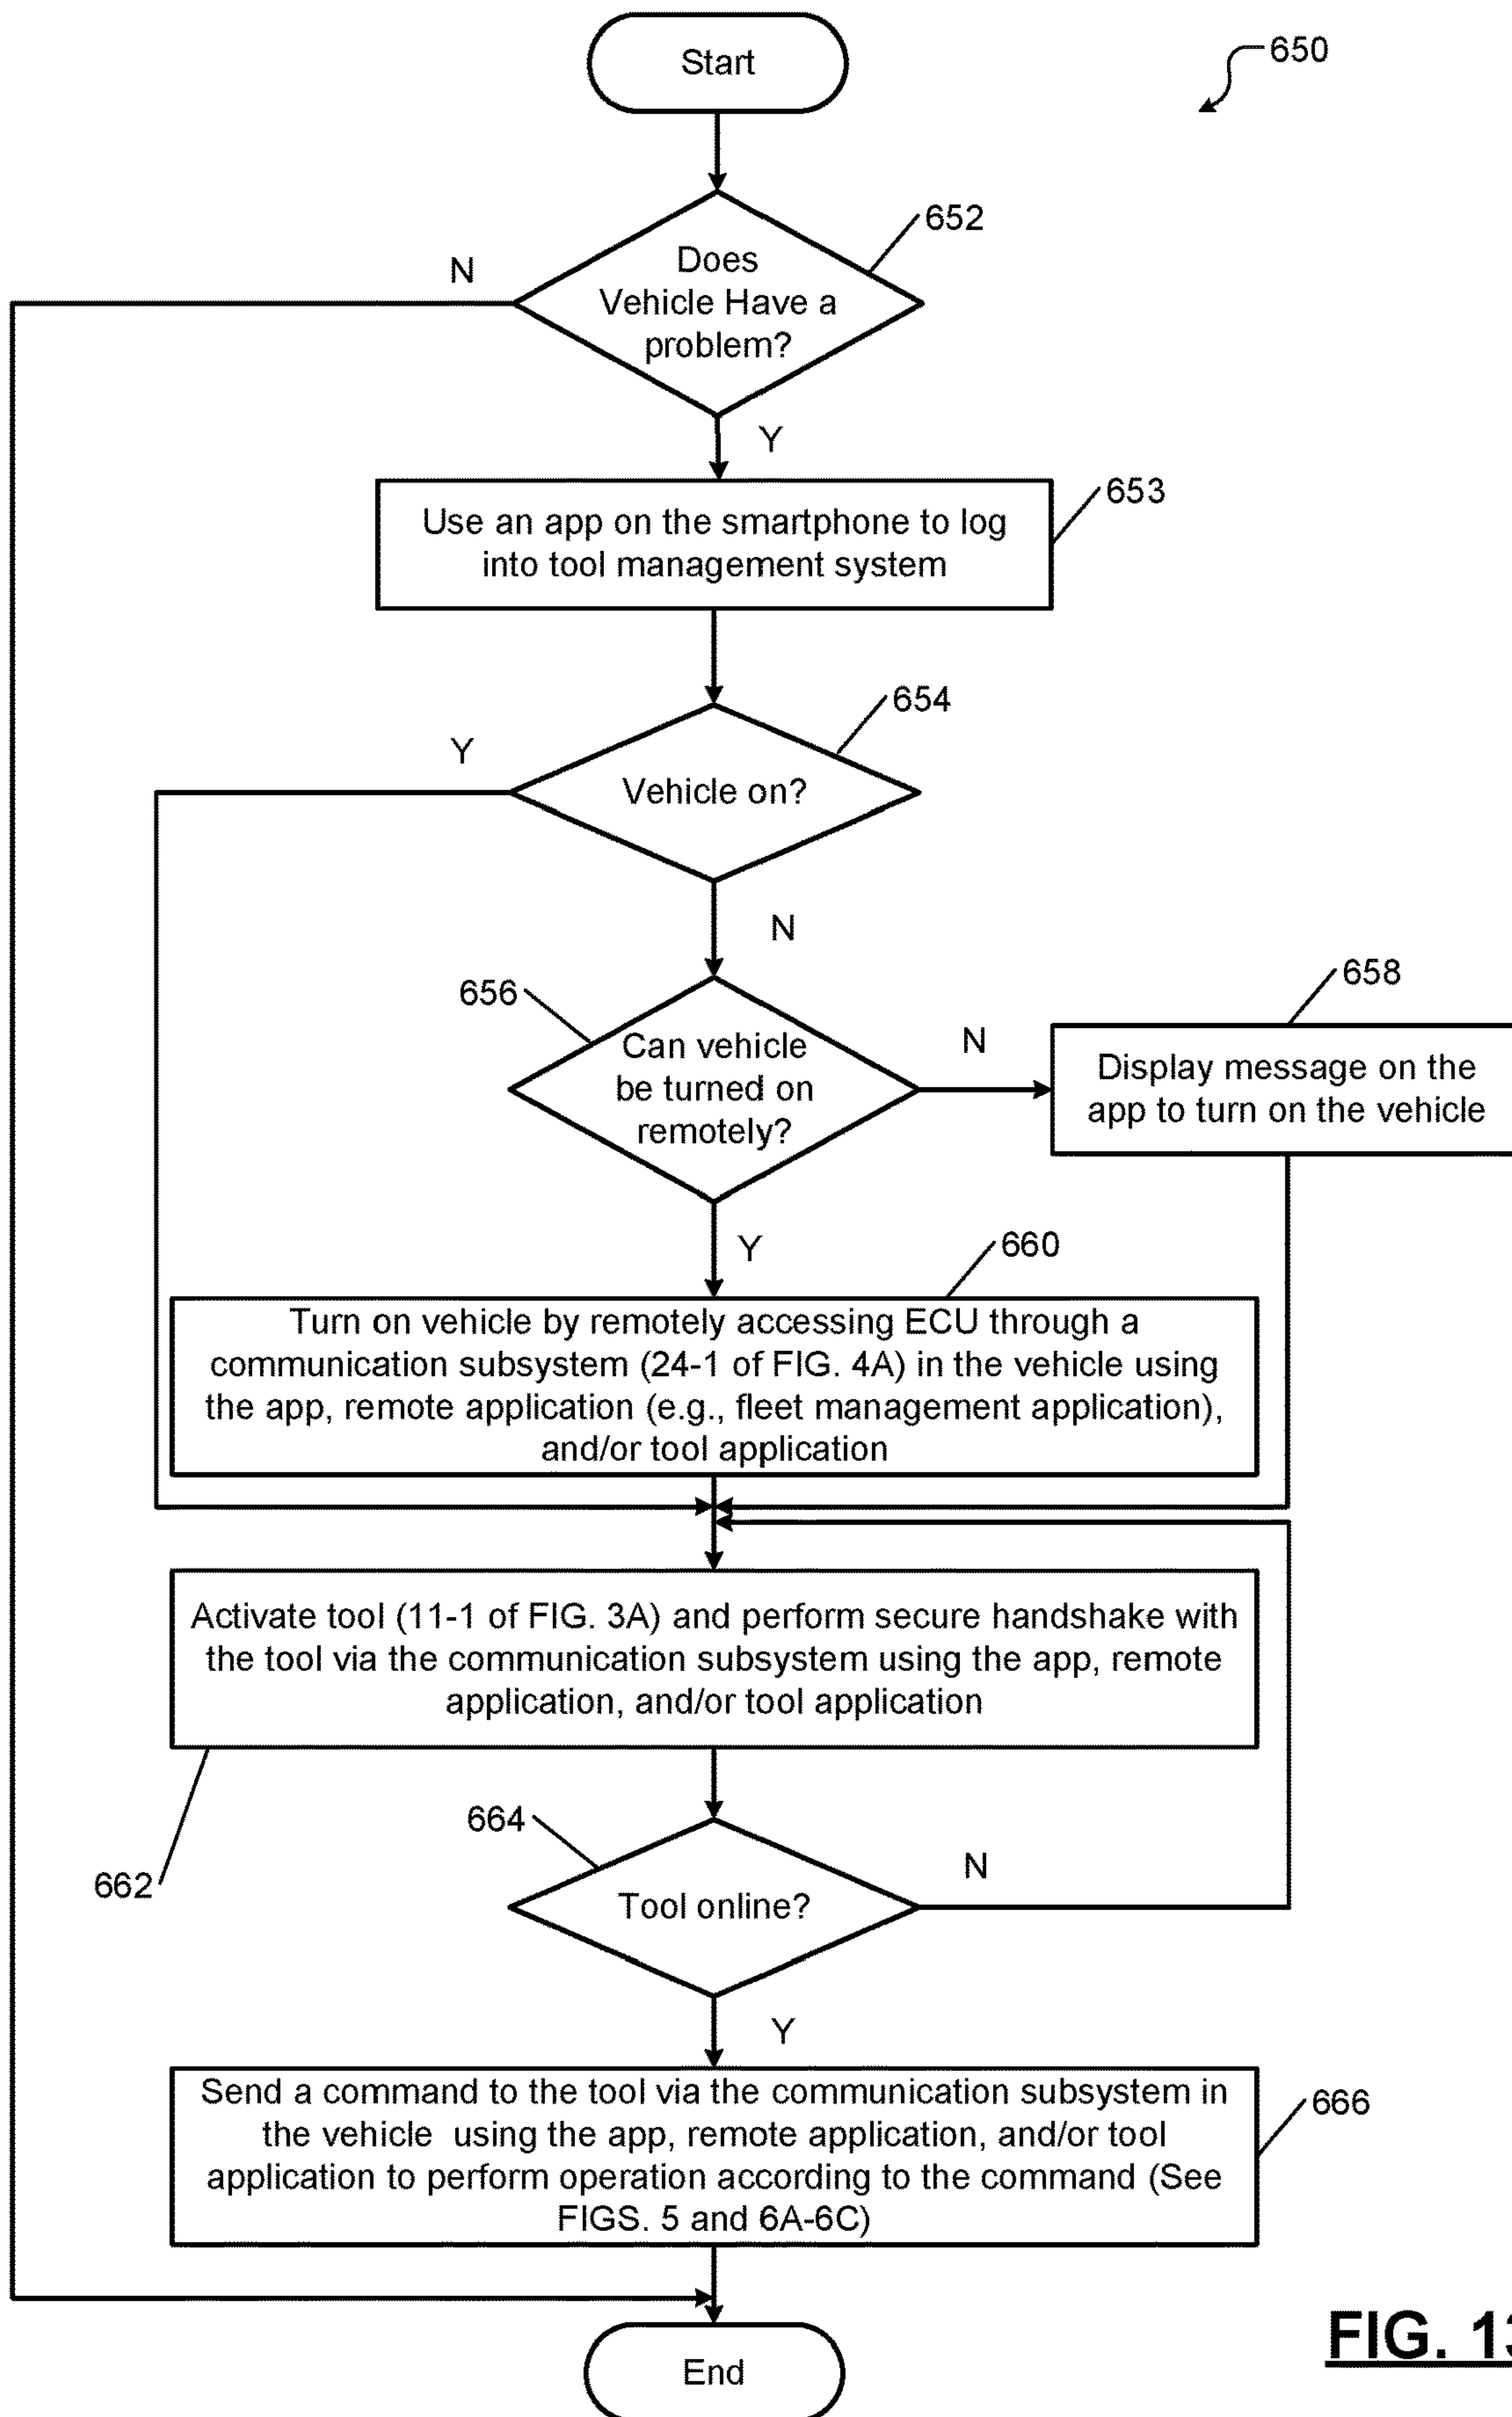 Start
650
652
Does
Vehicle Have a
problem?
N
Y
653
Use an app on the smartphone to log
into tool management system
654
Y
Vehicle on?
N
656
658
Can vehicle
be turned on
remotely?
N
Display message on the
app to turn on the vehicle
Y
660
Turn on vehicle by remotely accessing ECU through a
communication subsystem (24-1 of FIG. 4A) in the vehicle using
the app, remote application (e.g., fleet management application),
and/or tool application
Activate tool (11-1 of FIG. 3A) and perform secure handshake with
the tool via the communication subsystem using the app, remote
application, and/or tool application
662
664
Tool online?
N
Y
Send a command to the tool via the communication subsystem in
the vehicle using the app, remote application, and/or tool
application to perform operation according to the command (See
FIGS. 5 and 6A-6C)
666
End
FIG. 13